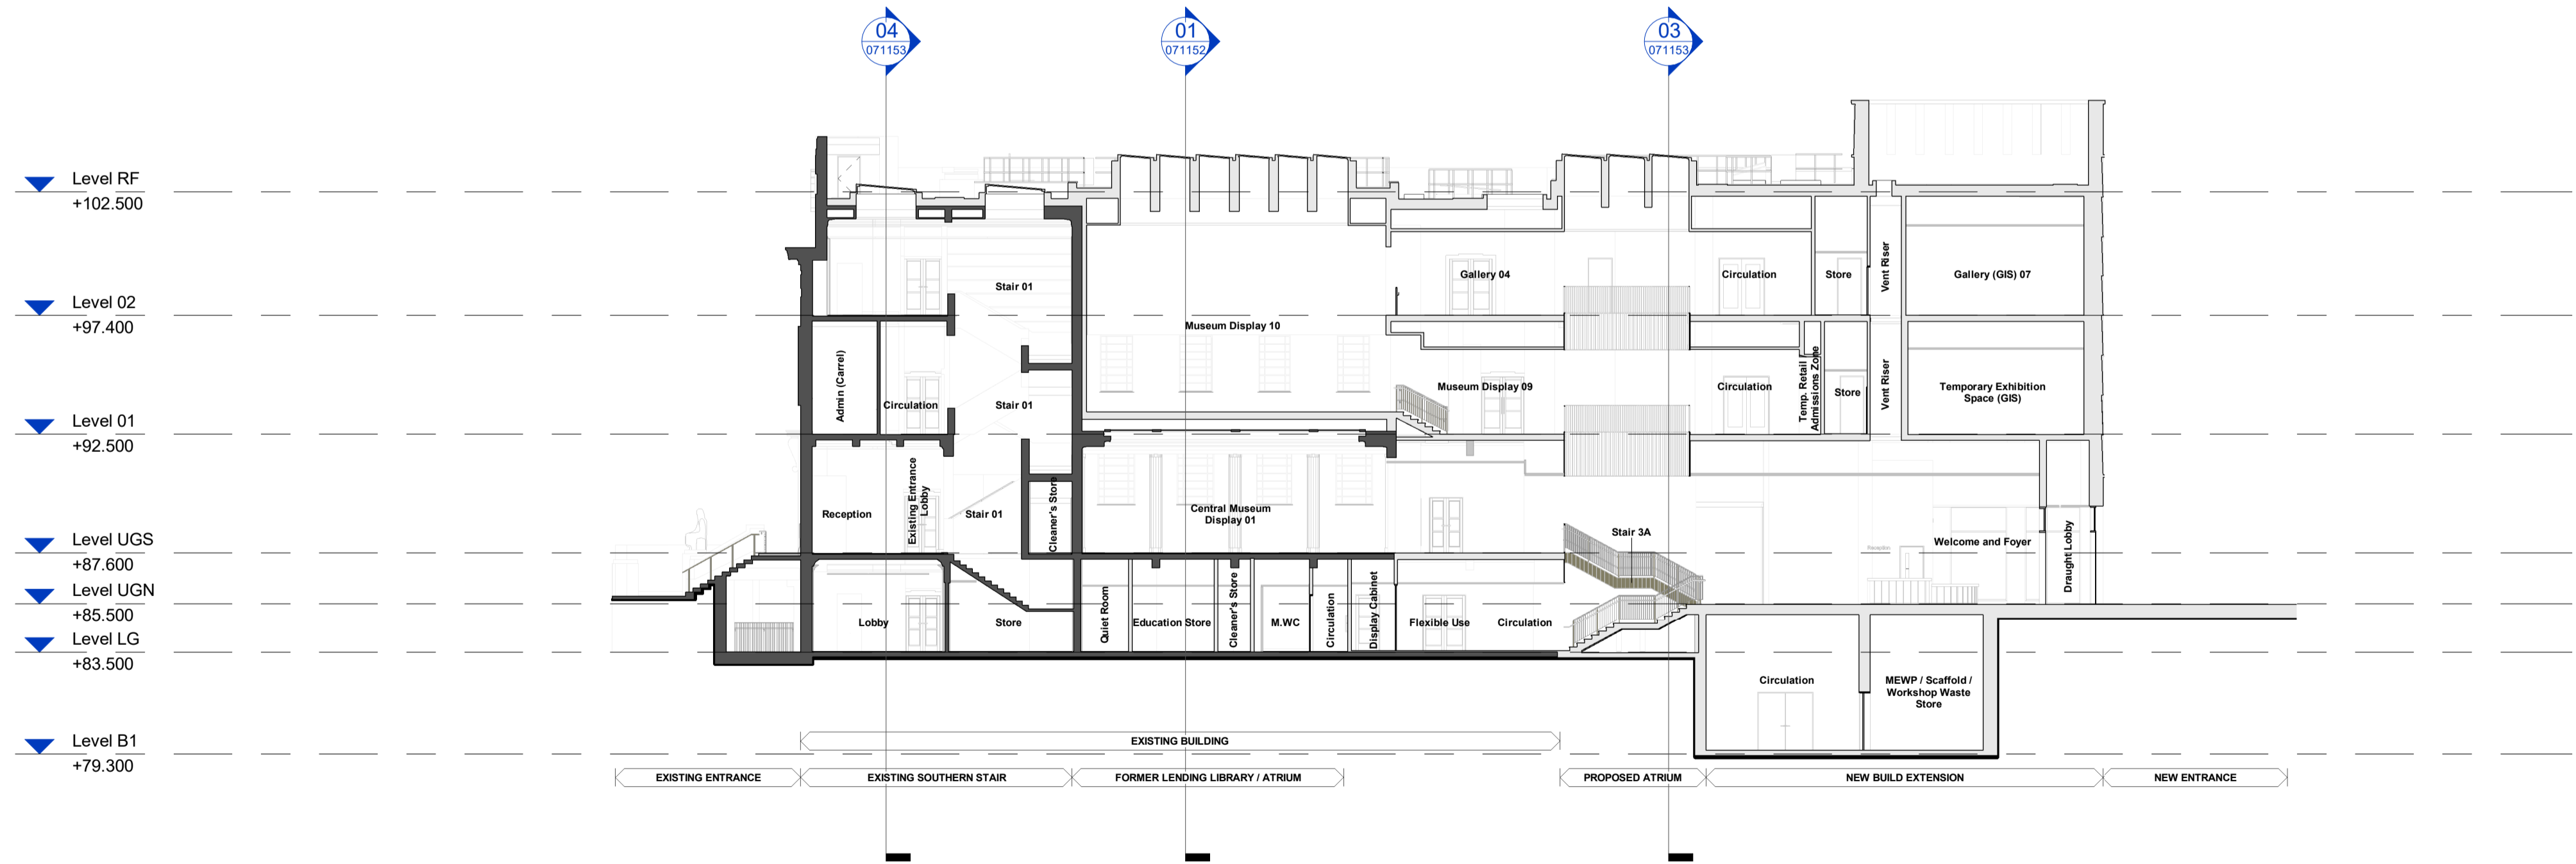 04
071153
01
071152
03
071153
Level RF
+102.500
Level 02
+97.400
Level 01
+92.500
Level UGS
+87.600
Level UGN
+85.500
Level LG
+83.500
Level B1
+79.300
Stair 01
Gallery 04
Circulation
Store
Vent Riser
Gallery (GIS) 07
Museum Display 10
Admin (Carrel)
Circulation
Stair 01
Museum Display 09
Circulation
Temp. Retail /
Admissions Zone
Store
Vent Riser
Temporary Exhibition
Space (GIS)
Reception
Existing Entrance
Lobby
Stair 01
Cleaner's Store
Central Museum
Display 01
Stair 3A
Reception
Welcome and Foyer
Draught Lobby
Lobby
Store
Quiet Room
Education Store
Cleaner's Store
M.WC
Circulation
Display Cabinet
Flexible Use
Circulation
Circulation
MEWP / Scaffold /
Workshop Waste
Store
EXISTING BUILDING
EXISTING ENTRANCE
EXISTING SOUTHERN STAIR
FORMER LENDING LIBRARY / ATRIUM
PROPOSED ATRIUM
NEW BUILD EXTENSION
NEW ENTRANCE